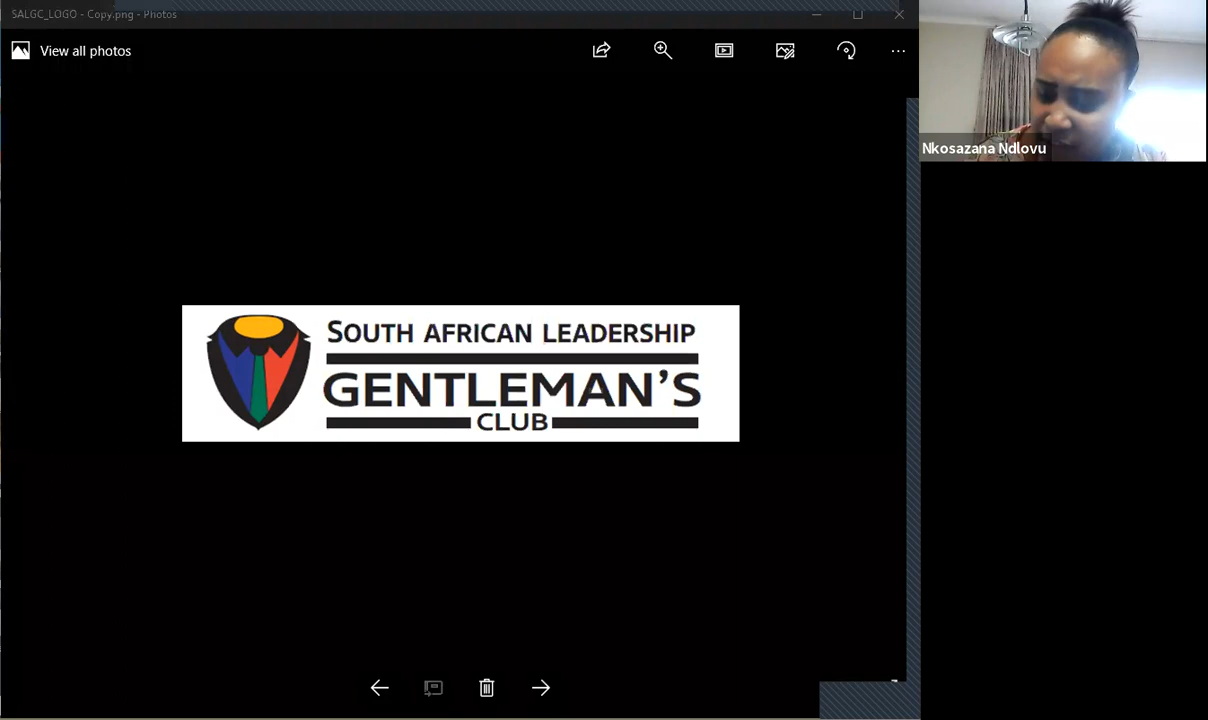 SALGC_LOGO - Copy.png - Photos
View all photos
Nkosazana Ndlovu
SOUTH AFRICAN LEADERSHIP
GENTLEMAN'S
CLUB